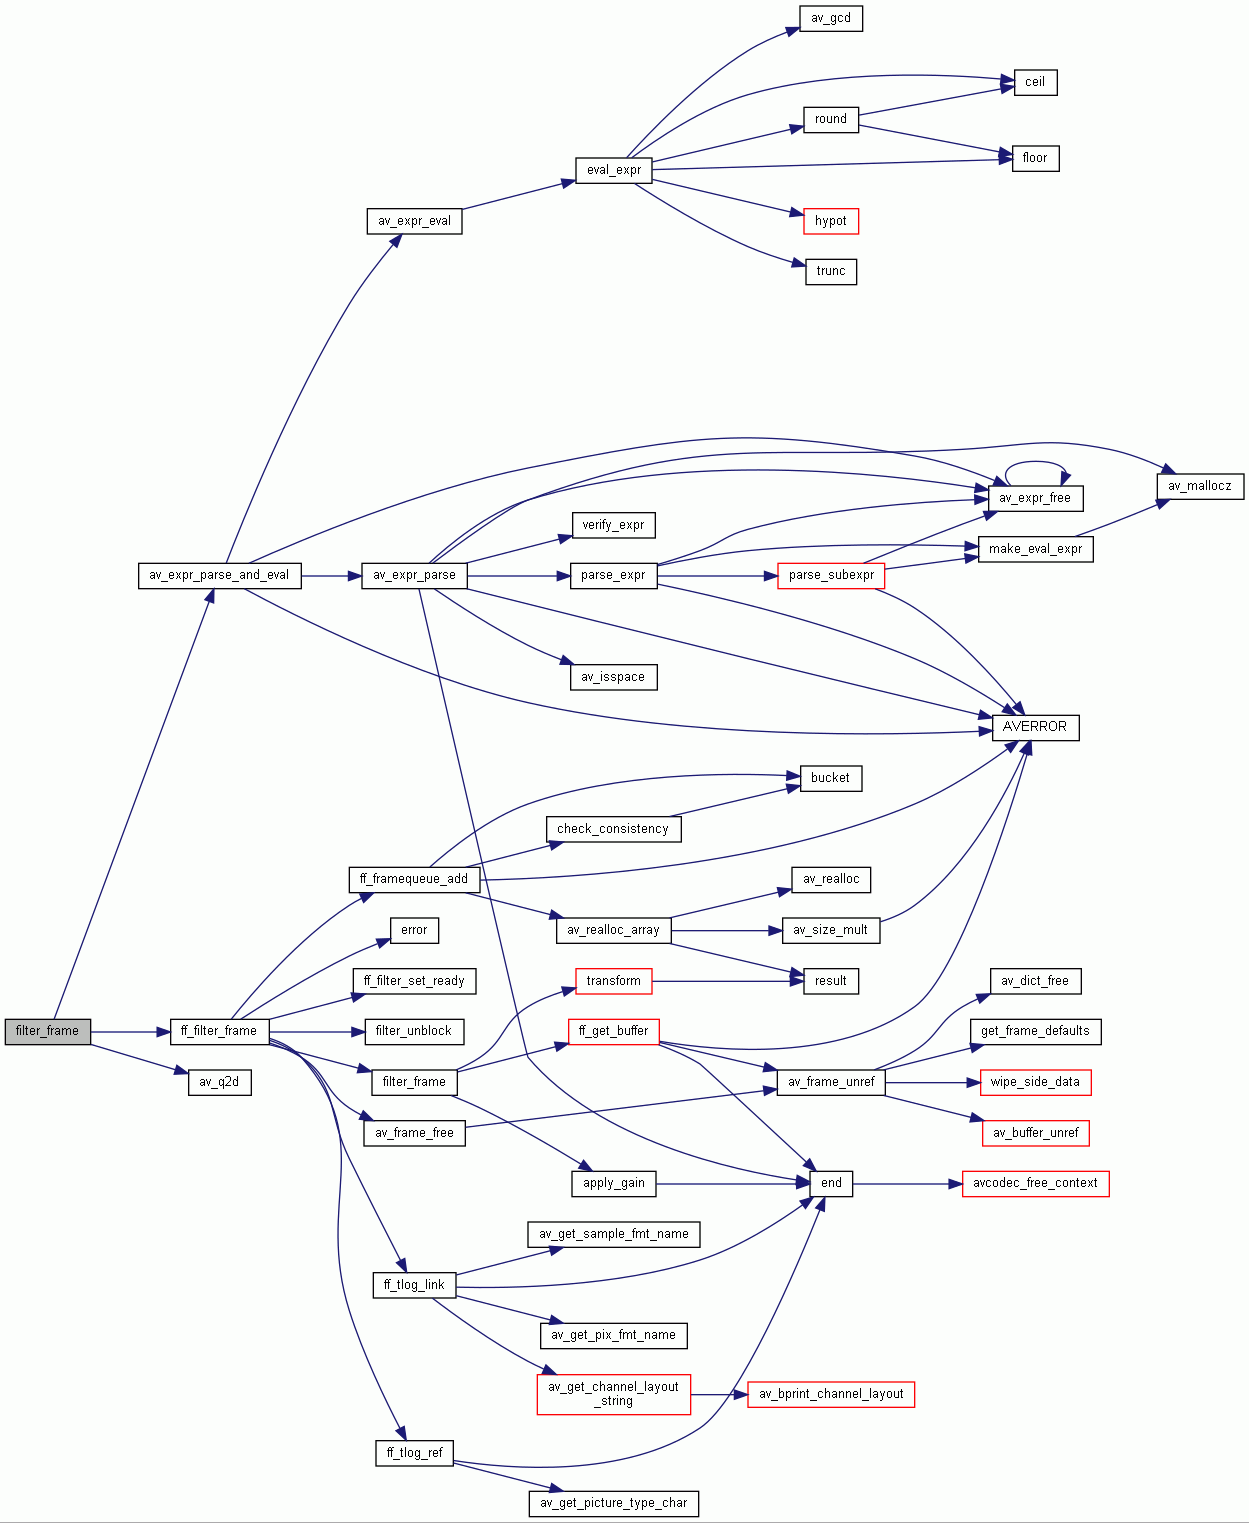 av_gcd
ceil
round
floor
eval_expr
hypot
av_expr_eval
trunc
av_mallocz
av_expr_free
verify_expr
make_eval_expr
av_expr_parse_and_eval
av_expr_parse
parse_expr
parse_subexpr
av_isspace
AVERROR
bucket
check_consistency
ff_framequeue_add
av_realloc
error
av_realloc_array
av_size_mult
ff_filter_set_ready
transform
result
av_dict_free
filter_frame
ff_filter_frame
filter_unblock
ff_get_buffer
get_frame_defaults
av_q2d
filter_frame
av_frame_unref
wipe_side_data
av_frame_free
av_buffer_unref
apply_gain
end
avcodec_free_context
av_get_sample_fmt_name
ff_tlog_link
av_get_pix_fmt_name
av_get_channel_layout
_string
av_bprint_channel_layout
ff_tlog_ref
av_get_picture_type_char